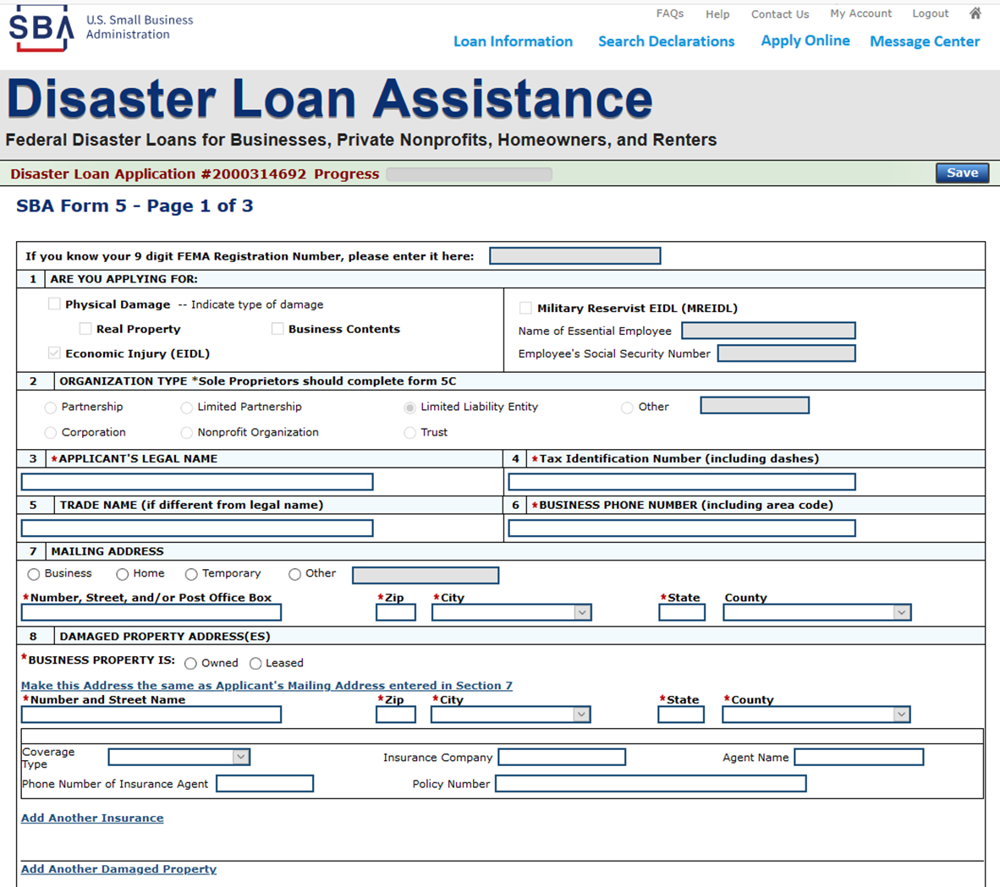 FAQs Help Contact Us My Account Logout
SBA U.S. Small Business
Administration
Loan Information Search Declarations Apply Online Message Center
Disaster Loan Assistance
Federal Disaster Loans for Businesses, Private Nonprofits, Homeowners, and Renters
Disaster Loan Application #2000314692 Progress Save
SBA Form 5 - Page 1 of 3
If you know your 9 digit FEMA Registration Number, please enter it here:
1 ARE YOU APPLYING FOR:
Physical Damage -- Indicate type of damage
Real Property Business Contents
Economic Injury (EIDL)
Military Reservist EIDL (MREIDL)
Name of Essential Employee
Employee's Social Security Number
2 ORGANIZATION TYPE *Sole Proprietors should complete form 5C
Partnership Limited Partnership Limited Liability Entity Other
Corporation Nonprofit Organization Trust
3 *APPLICANT'S LEGAL NAME 4 *Tax Identification Number (including dashes)
5 TRADE NAME (if different from legal name) 6 *BUSINESS PHONE NUMBER (including area code)
7 MAILING ADDRESS
Business Home Temporary Other
*Number, Street, and/or Post Office Box *Zip *City *State County
8 DAMAGED PROPERTY ADDRESS(ES)
*BUSINESS PROPERTY IS: Owned Leased
Make this Address the same as Applicant's Mailing Address entered in Section 7
*Number and Street Name *Zip *City *State *County
Coverage
Type Insurance Company Agent Name
Phone Number of Insurance Agent Policy Number
Add Another Insurance
Add Another Damaged Property